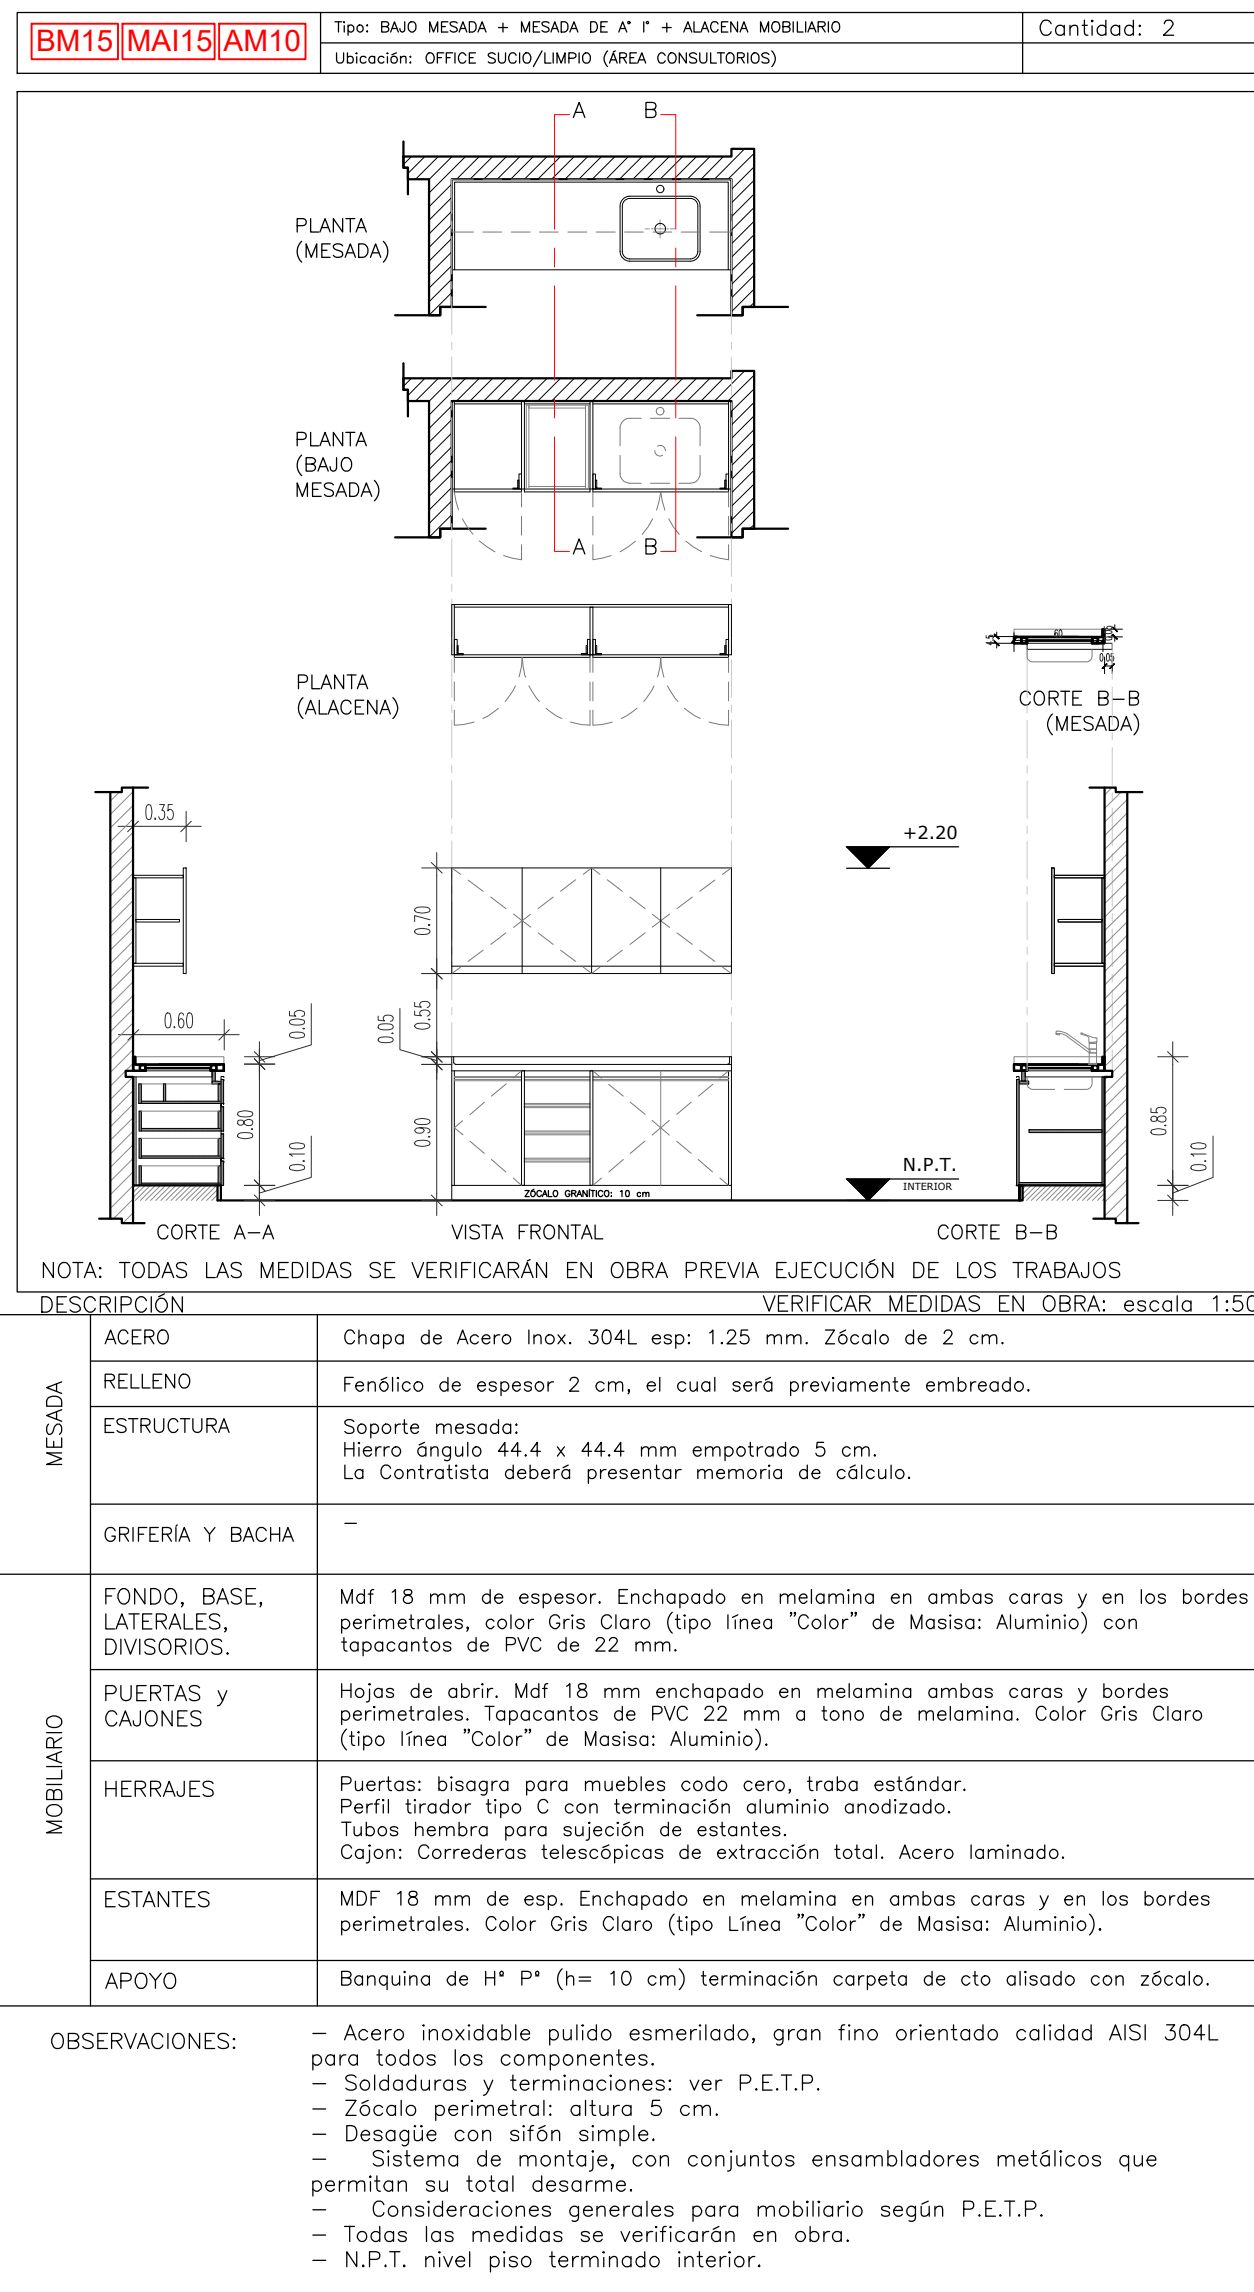 BM15 MAI15 AM10
Tipo: BAJO MESADA + MESADA DE A° I° + ALACENA MOBILIARIO
Cantidad: 2
Ubicación: OFFICE SUCIO/LIMPIO (ÁREA CONSULTORIOS)
A B
PLANTA
(MESADA)
PLANTA
(BAJO
MESADA)
A B
PLANTA
(ALACENA)
60
0.05
CORTE B-B
(MESADA)
0.35
+2.20
0.70
0.60
0.05
0.05
0.55
0.80
0.10
0.90
0.85
0.10
N.P.T.
INTERIOR
ZÓCALO GRANÍTICO: 10 cm
CORTE A-A
VISTA FRONTAL
CORTE B-B
NOTA: TODAS LAS MEDIDAS SE VERIFICARÁN EN OBRA PREVIA EJECUCIÓN DE LOS TRABAJOS
DESCRIPCIÓN
VERIFICAR MEDIDAS EN OBRA: escala 1:50
MESADA
ACERO
Chapa de Acero Inox. 304L esp: 1.25 mm. Zócalo de 2 cm.
RELLENO
Fenólico de espesor 2 cm, el cual será previamente embreado.
ESTRUCTURA
Soporte mesada:
Hierro ángulo 44.4 x 44.4 mm empotrado 5 cm.
La Contratista deberá presentar memoria de cálculo.
GRIFERÍA Y BACHA
–
MOBILIARIO
FONDO, BASE,
LATERALES,
DIVISORIOS.
Mdf 18 mm de espesor. Enchapado en melamina en ambas caras y en los bordes
perimetrales, color Gris Claro (tipo línea "Color" de Masisa: Aluminio) con
tapacantos de PVC de 22 mm.
PUERTAS y
CAJONES
Hojas de abrir. Mdf 18 mm enchapado en melamina ambas caras y bordes
perimetrales. Tapacantos de PVC 22 mm a tono de melamina. Color Gris Claro
(tipo línea "Color" de Masisa: Aluminio).
HERRAJES
Puertas: bisagra para muebles codo cero, traba estándar.
Perfil tirador tipo C con terminación aluminio anodizado.
Tubos hembra para sujeción de estantes.
Cajon: Correderas telescópicas de extracción total. Acero laminado.
ESTANTES
MDF 18 mm de esp. Enchapado en melamina en ambas caras y en los bordes
perimetrales. Color Gris Claro (tipo Línea "Color" de Masisa: Aluminio).
APOYO
Banquina de H° P° (h= 10 cm) terminación carpeta de cto alisado con zócalo.
OBSERVACIONES:
– Acero inoxidable pulido esmerilado, gran fino orientado calidad AISI 304L
para todos los componentes.
– Soldaduras y terminaciones: ver P.E.T.P.
– Zócalo perimetral: altura 5 cm.
– Desagüe con sifón simple.
– Sistema de montaje, con conjuntos ensambladores metálicos que
permitan su total desarme.
– Consideraciones generales para mobiliario según P.E.T.P.
– Todas las medidas se verificarán en obra.
– N.P.T. nivel piso terminado interior.